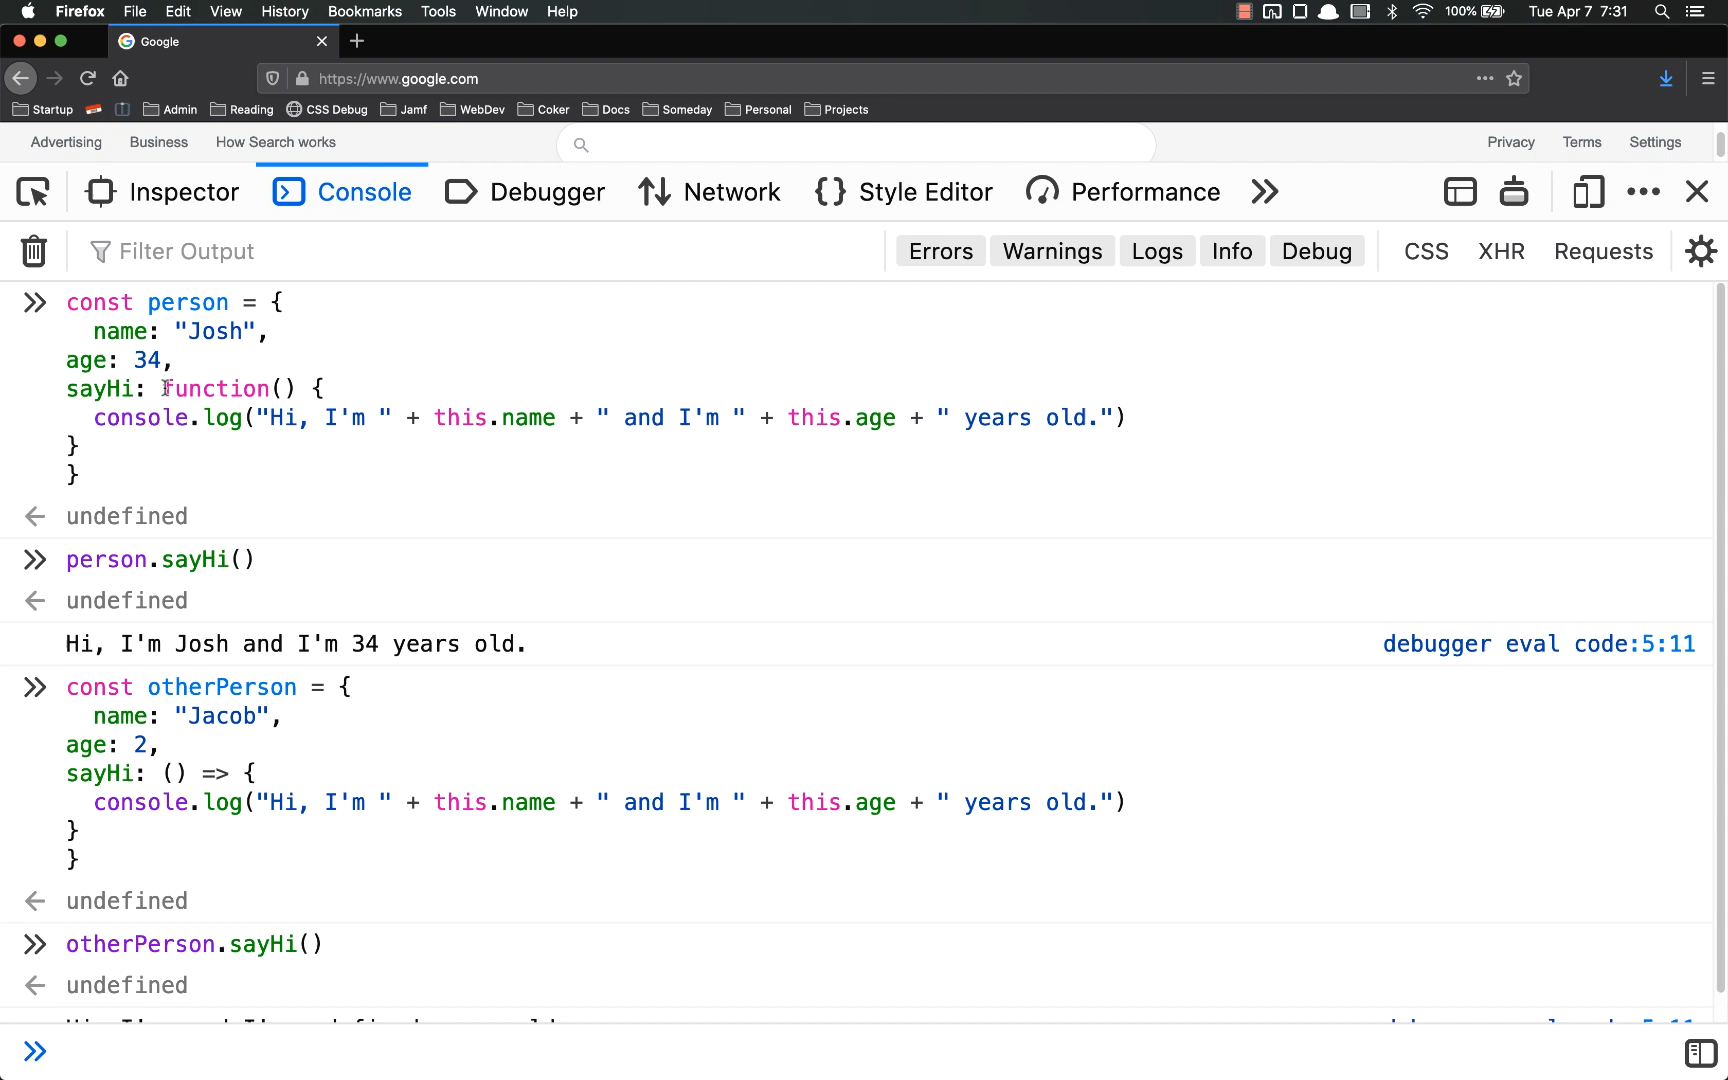 Firefox File Edit View History Bookmarks Tools Window Help 100% Tue Apr 7 7:31
Google
https://www.google.com
Startup Admin Reading CSS Debug Jamf WebDev Coker Docs Someday Personal Projects
Advertising Business How Search works Privacy Terms Settings
Inspector Console Debugger Network Style Editor Performance
Filter Output Errors Warnings Logs Info Debug CSS XHR Requests
const person = {
name: "Josh",
age: 34,
sayHi: function() {
console.log("Hi, I'm " + this.name + " and I'm " + this.age + " years old.")
}
}
undefined
person.sayHi()
undefined
Hi, I'm Josh and I'm 34 years old. debugger eval code:5:11
const otherPerson = {
name: "Jacob",
age: 2,
sayHi: () => {
console.log("Hi, I'm " + this.name + " and I'm " + this.age + " years old.")
}
}
undefined
otherPerson.sayHi()
undefined